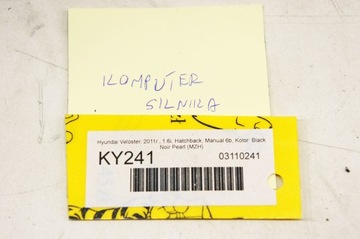 KOMPUTER
SILNIKA
Hyundai Veloster, 2011r., 1.6i, Hatchback, Manual 6b, Kolor: Black
Noir Pearl (MZH)
KY241 03110241